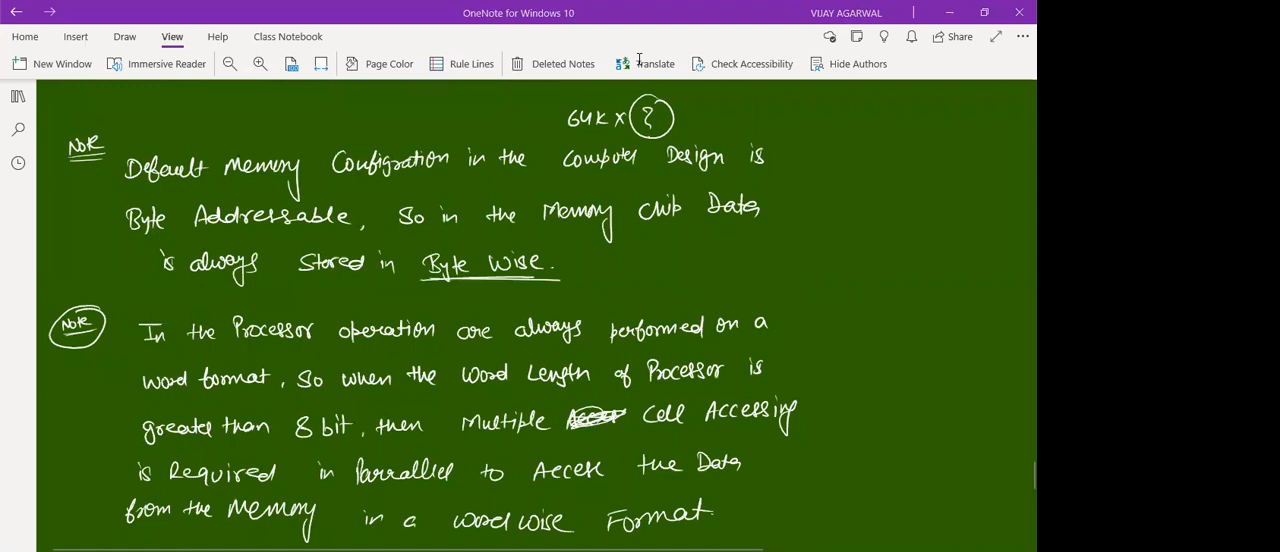 OneNote for Windows 10
VIJAY AGARWAL
Home Insert Draw View Help Class Notebook
Share
New Window Immersive Reader Page Color Rule Lines Deleted Notes Translate Check Accessibility Hide Authors
64K x ?
Note
Default Memory Configration in the Computer Design is
Byte Addressable, So in the Memory Chip Data
is always Stored in Byte Wise.
Note
In the Processor operation are always performed on a
word format, So when the Word Length of Processor is
greater than 8 bit, then Multiple Cell Accessing
is Required in Parrallel to Access the Data
from the Memory in a wordwise Format.